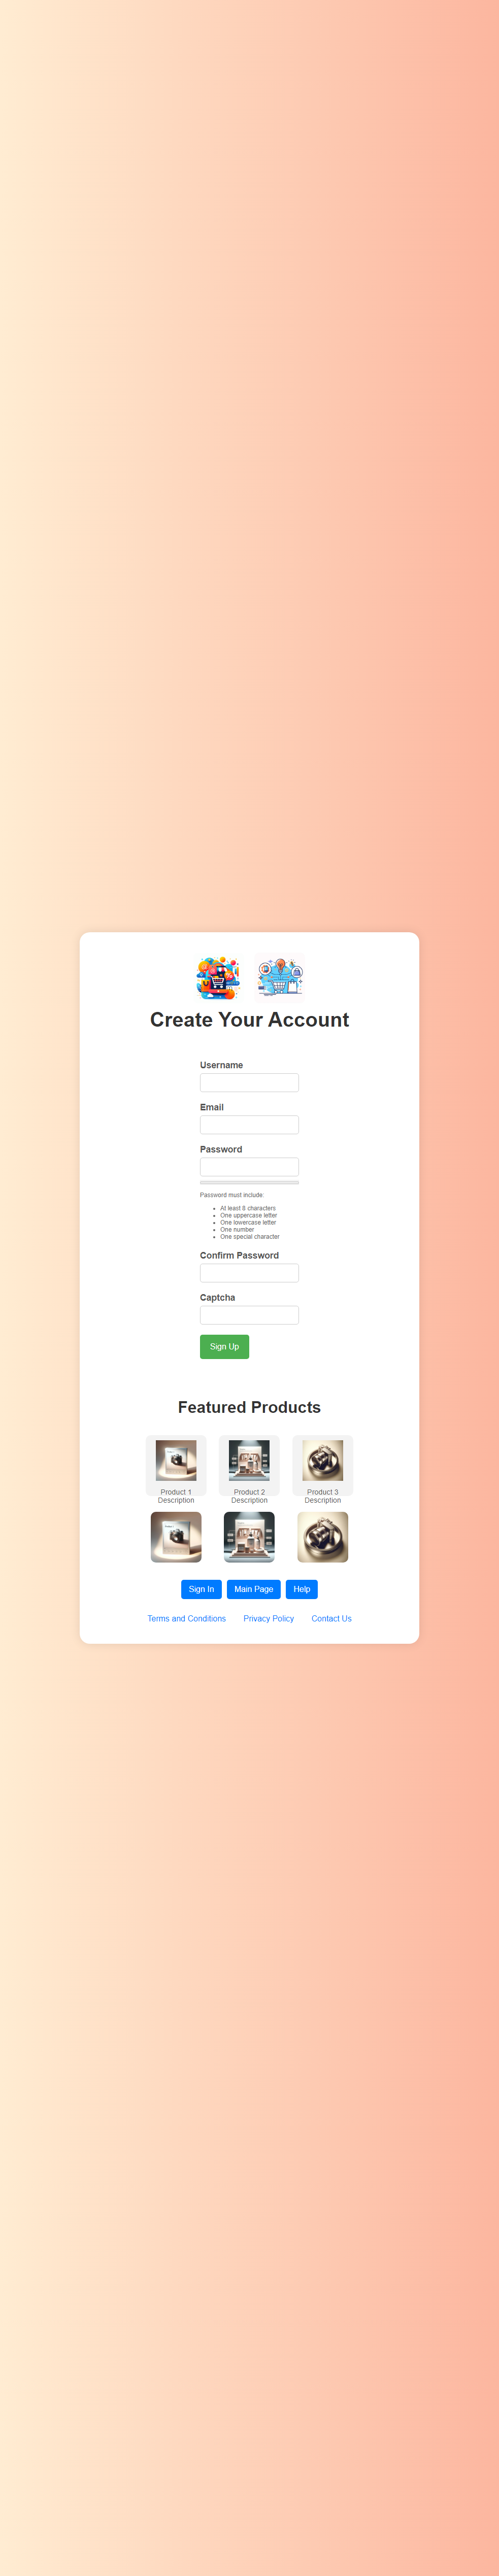 Create Your Account
Username
Email
Password
Password must include:
At least 8 characters
One uppercase letter
One lowercase letter
One number
One special character
Confirm Password
Captcha
Sign Up
Featured Products
Product 1
Description
Product 2
Description
Product 3
Description
Sign In
Main Page
Help
Terms and Conditions
Privacy Policy
Contact Us